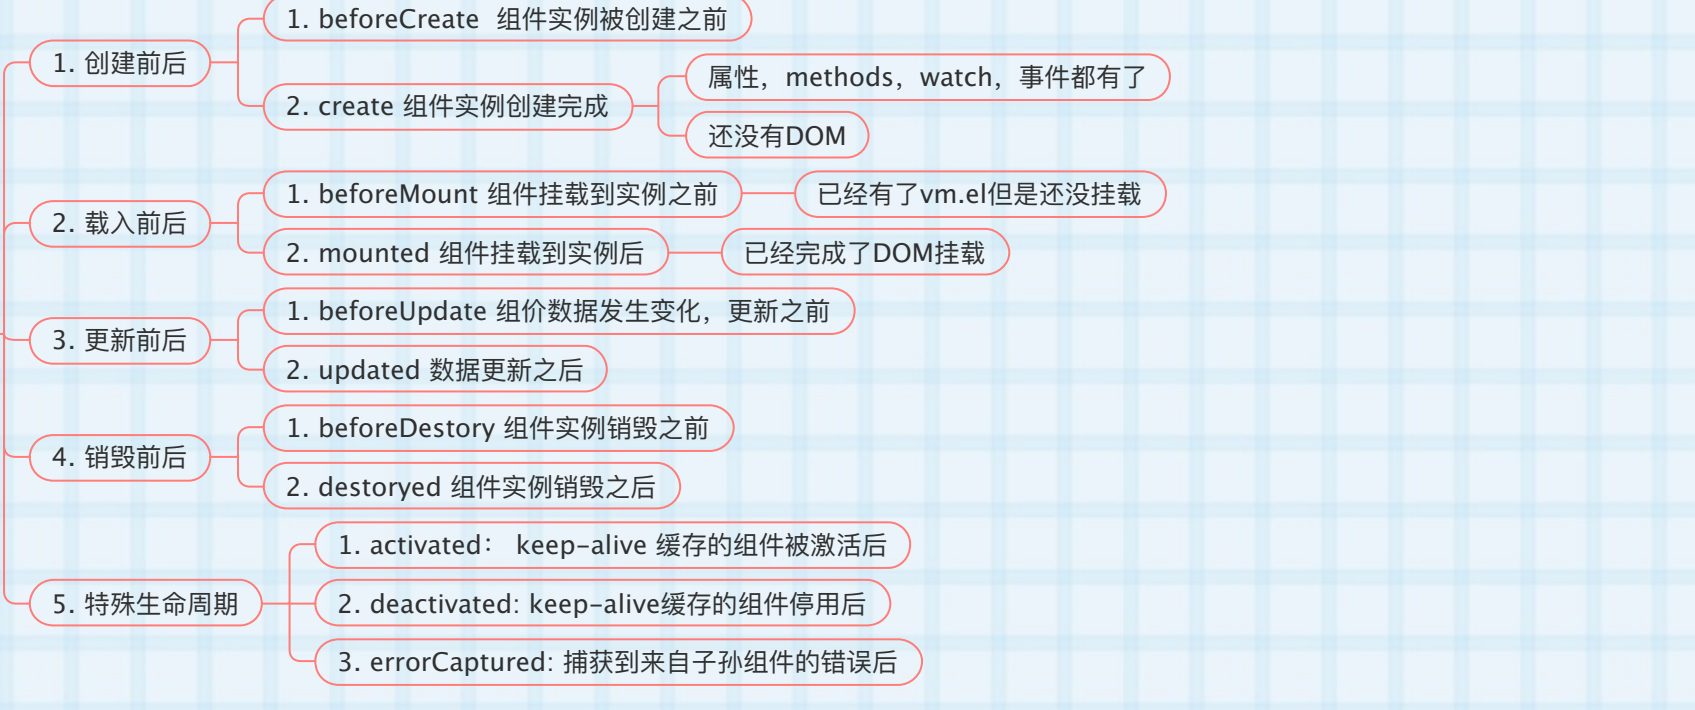 1. 创建前后
1. beforeCreate 组件实例被创建之前
2. create 组件实例创建完成
属性，methods，watch，事件都有了
还没有DOM
2. 载入前后
1. beforeMount 组件挂载到实例之前
已经有了vm.el但是还没挂载
2. mounted 组件挂载到实例后
已经完成了DOM挂载
3. 更新前后
1. beforeUpdate 组价数据发生变化，更新之前
2. updated 数据更新之后
4. 销毁前后
1. beforeDestory 组件实例销毁之前
2. destoryed 组件实例销毁之后
5. 特殊生命周期
1. activated： keep-alive 缓存的组件被激活后
2. deactivated: keep-alive缓存的组件停用后
3. errorCaptured: 捕获到来自子孙组件的错误后